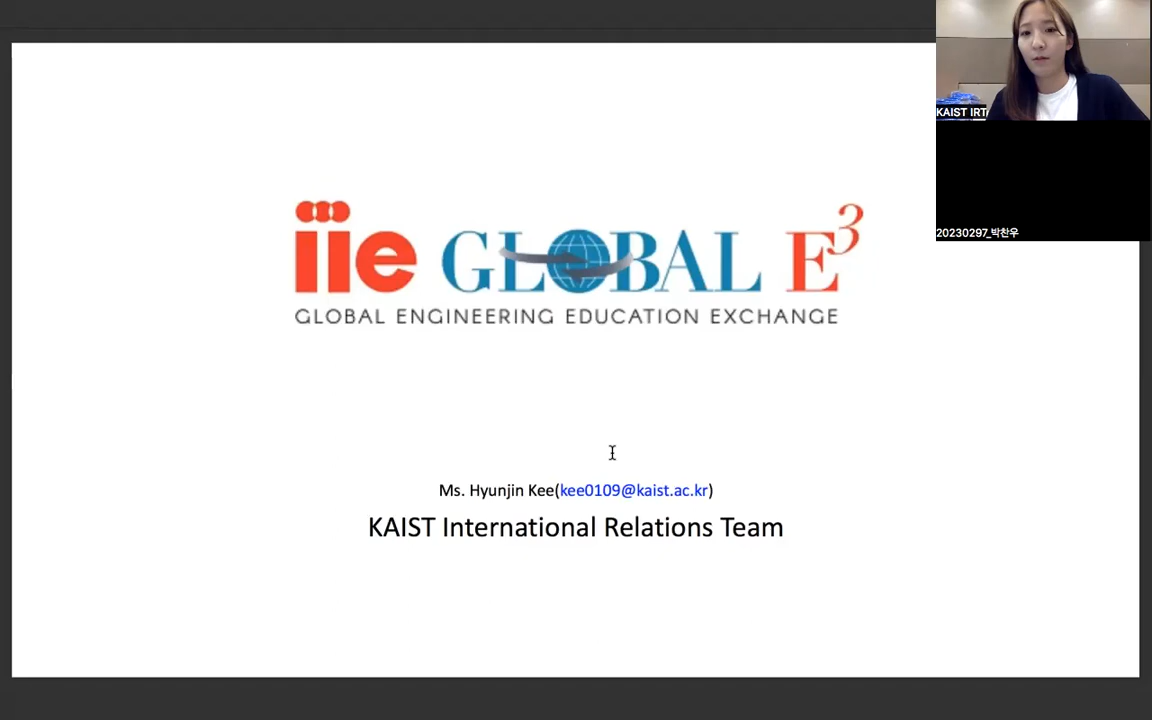 iie GLOBAL E3
GLOBAL ENGINEERING EDUCATION EXCHANGE
Ms. Hyunjin Kee(kee0109@kaist.ac.kr)
KAIST International Relations Team
KAIST IRT
20230297_박찬우